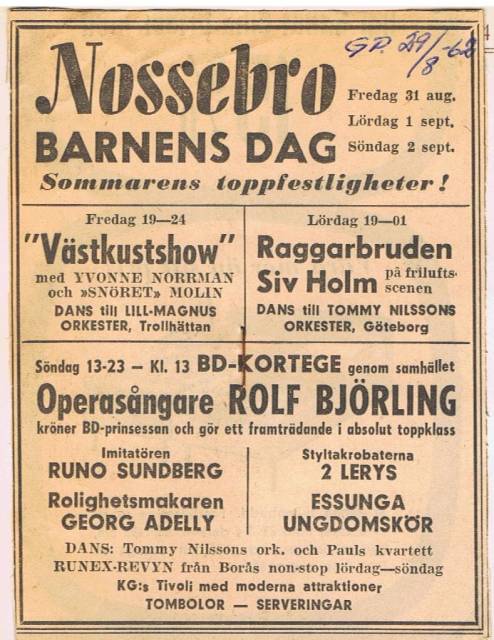 Nossebro
G.P. 29/8 -62
Fredag 31 aug.
Lördag 1 sept.
Söndag 2 sept.
BARNENS DAG
Sommarens toppfestligheter!
Fredag 19—24
"Västkustshow"
med YVONNE NORRMAN
och »SNÖRET» MOLIN
DANS till LILL-MAGNUS
ORKESTER, Trollhättan
Lördag 19—01
Raggarbruden
Siv Holm på frilufts-
scenen
DANS till TOMMY NILSSONS
ORKESTER, Göteborg
Söndag 13-23 — Kl. 13 BD-KORTEGE genom samhället
Operasångare ROLF BJÖRLING
kröner BD-prinsessan och gör ett framträdande i absolut toppklass
Imitatören
RUNO SUNDBERG
Rolighetsmakaren
GEORG ADELLY
Styltakrobaterna
2 LERYS
ESSUNGA
UNGDOMSKÖR
DANS: Tommy Nilssons ork. och Pauls kvartett
RUNEX-REVYN från Borås non-stop lördag—söndag
KG:s Tivoli med moderna attraktioner
TOMBOLOR — SERVERINGAR